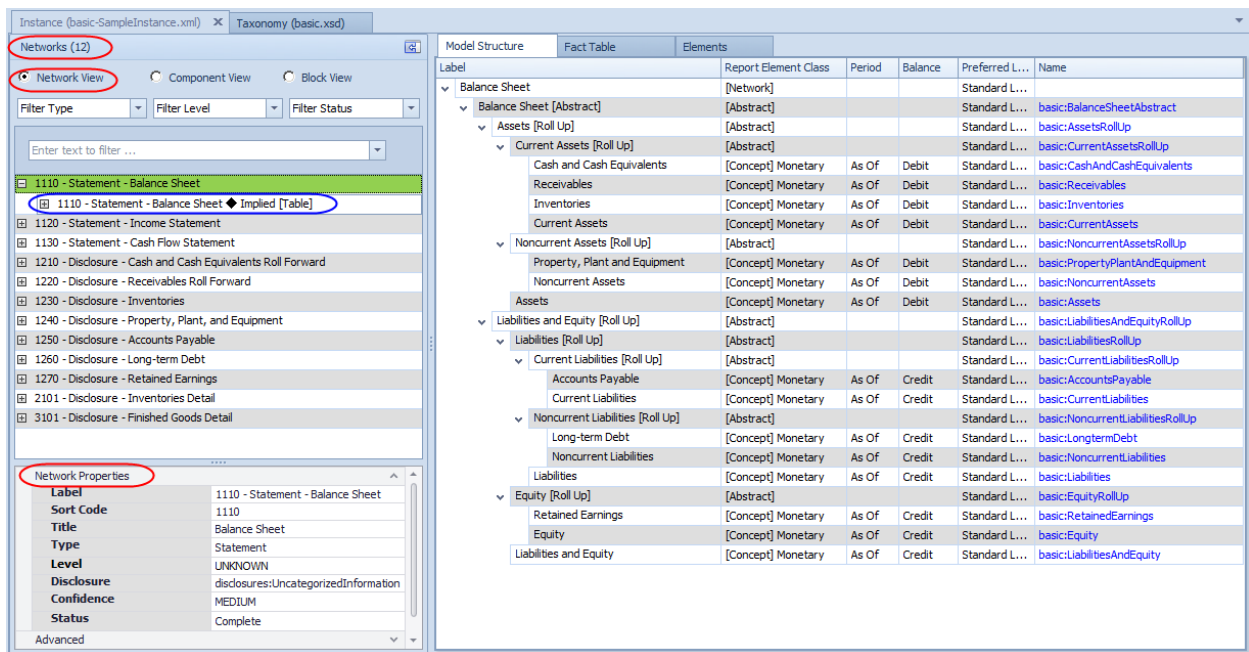 Instance (basic-SampleInstance.xml) X Taxonomy (basic.xsd)
Networks (12)
Network View Component View Block View
Filter Type Filter Level Filter Status
Enter text to filter ...
1110 - Statement - Balance Sheet
1110 - Statement - Balance Sheet ◆ Implied [Table]
1120 - Statement - Income Statement
1130 - Statement - Cash Flow Statement
1210 - Disclosure - Cash and Cash Equivalents Roll Forward
1220 - Disclosure - Receivables Roll Forward
1230 - Disclosure - Inventories
1240 - Disclosure - Property, Plant, and Equipment
1250 - Disclosure - Accounts Payable
1260 - Disclosure - Long-term Debt
1270 - Disclosure - Retained Earnings
2101 - Disclosure - Inventories Detail
3101 - Disclosure - Finished Goods Detail
Network Properties
Label 1110 - Statement - Balance Sheet
Sort Code 1110
Title Balance Sheet
Type Statement
Level UNKNOWN
Disclosure disclosures:UncategorizedInformation
Confidence MEDIUM
Status Complete
Advanced
Model Structure Fact Table Elements
Label Report Element Class Period Balance Preferred L... Name
Balance Sheet [Network] Standard L...
Balance Sheet [Abstract] [Abstract] Standard L... basic:BalanceSheetAbstract
Assets [Roll Up] [Abstract] Standard L... basic:AssetsRollUp
Current Assets [Roll Up] [Abstract] Standard L... basic:CurrentAssetsRollUp
Cash and Cash Equivalents [Concept] Monetary As Of Debit Standard L... basic:CashAndCashEquivalents
Receivables [Concept] Monetary As Of Debit Standard L... basic:Receivables
Inventories [Concept] Monetary As Of Debit Standard L... basic:Inventories
Current Assets [Concept] Monetary As Of Debit Standard L... basic:CurrentAssets
Noncurrent Assets [Roll Up] [Abstract] Standard L... basic:NoncurrentAssetsRollUp
Property, Plant and Equipment [Concept] Monetary As Of Debit Standard L... basic:PropertyPlantAndEquipment
Noncurrent Assets [Concept] Monetary As Of Debit Standard L... basic:NoncurrentAssets
Assets [Concept] Monetary As Of Debit Standard L... basic:Assets
Liabilities and Equity [Roll Up] [Abstract] Standard L... basic:LiabilitiesAndEquityRollUp
Liabilities [Roll Up] [Abstract] Standard L... basic:LiabilitiesRollUp
Current Liabilities [Roll Up] [Abstract] Standard L... basic:CurrentLiabilitiesRollUp
Accounts Payable [Concept] Monetary As Of Credit Standard L... basic:AccountsPayable
Current Liabilities [Concept] Monetary As Of Credit Standard L... basic:CurrentLiabilities
Noncurrent Liabilities [Roll Up] [Abstract] Standard L... basic:NoncurrentLiabilitiesRollUp
Long-term Debt [Concept] Monetary As Of Credit Standard L... basic:LongtermDebt
Noncurrent Liabilities [Concept] Monetary As Of Credit Standard L... basic:NoncurrentLiabilities
Liabilities [Concept] Monetary As Of Credit Standard L... basic:Liabilities
Equity [Roll Up] [Abstract] Standard L... basic:EquityRollUp
Retained Earnings [Concept] Monetary As Of Credit Standard L... basic:RetainedEarnings
Equity [Concept] Monetary As Of Credit Standard L... basic:Equity
Liabilities and Equity [Concept] Monetary As Of Credit Standard L... basic:LiabilitiesAndEquity